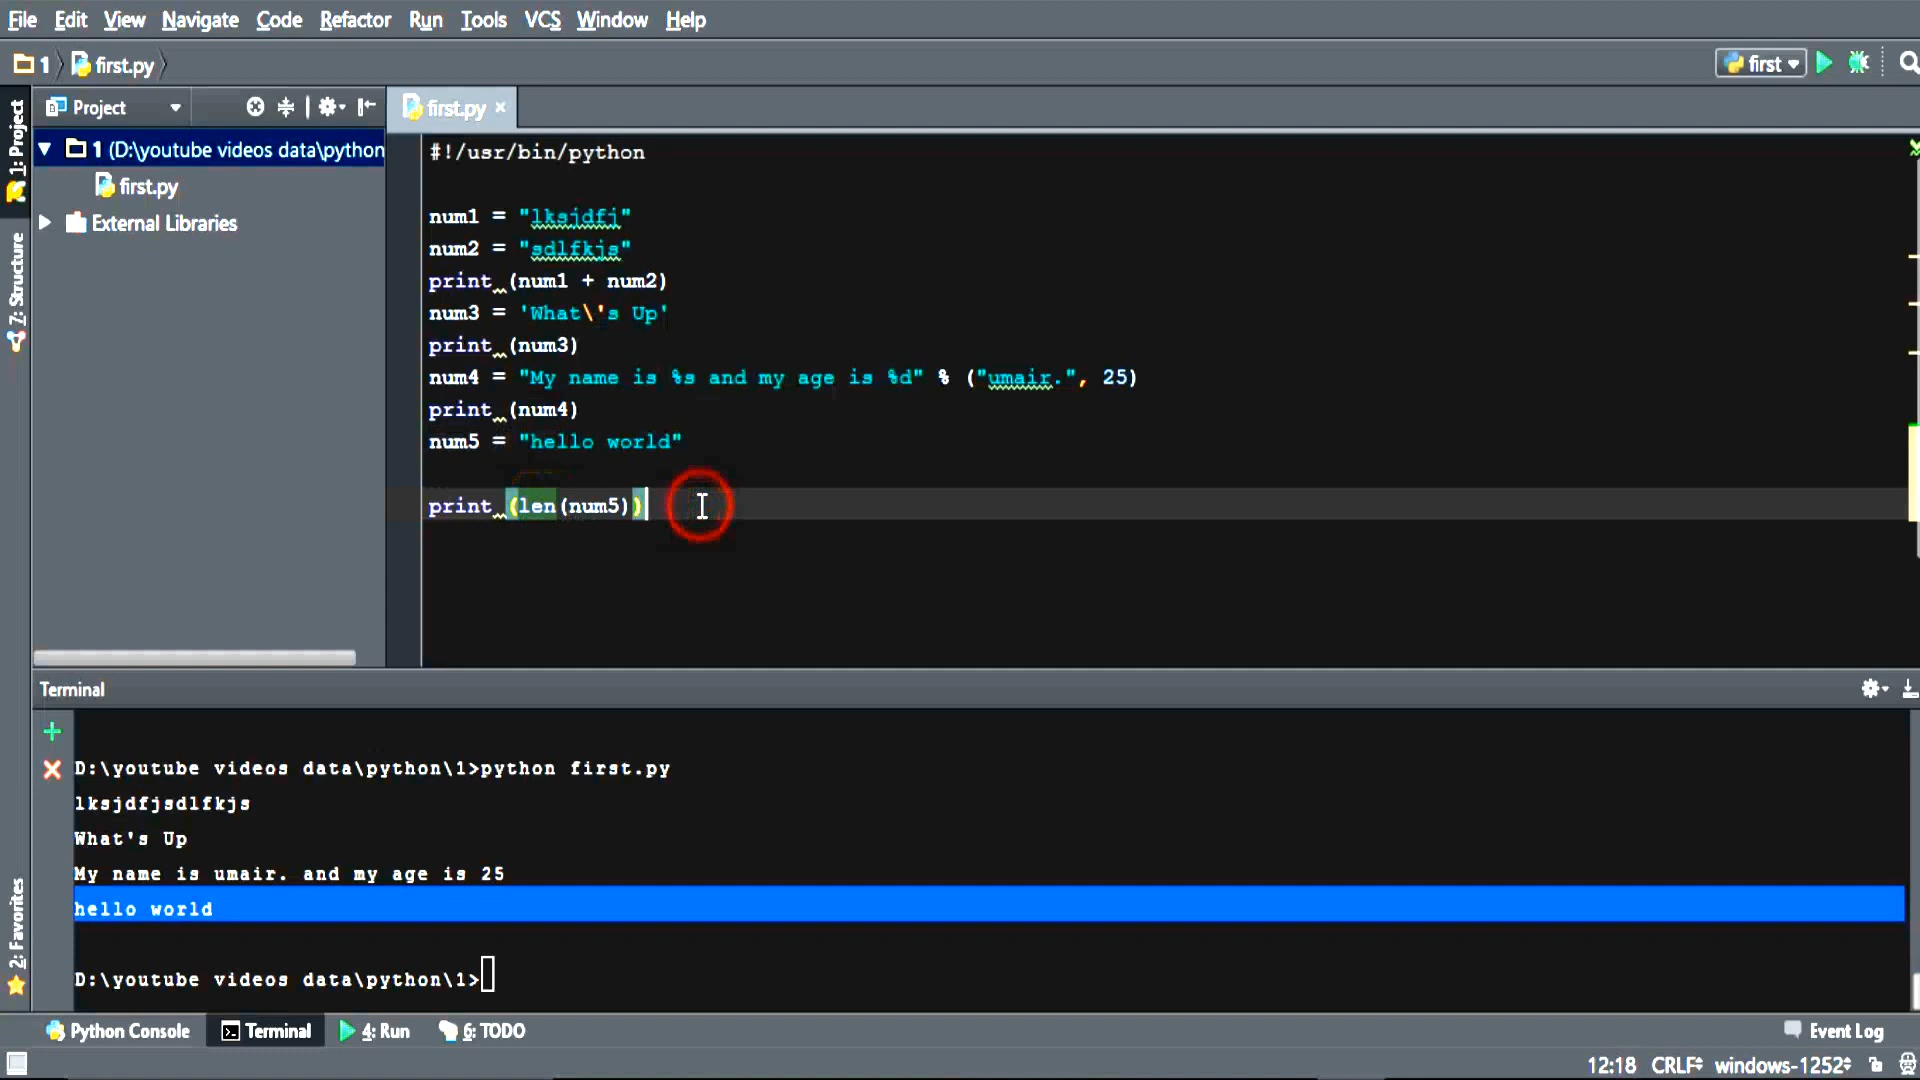 File Edit View Navigate Code Refactor Run Tools VCS Window Help
1 first.py first
1: Project Project first.py
1 (D:\youtube videos data\python
first.py
External Libraries
7: Structure
2: Favorites
#!/usr/bin/python
num1 = "lksjdfj"
num2 = "sdlfkjs"
print (num1 + num2)
num3 = 'What\'s Up'
print (num3)
num4 = "My name is %s and my age is %d" % ("umair.", 25)
print (num4)
num5 = "hello world"
print (len(num5))
Terminal
D:\youtube videos data\python\1>python first.py
lksjdfjsdlfkjs
What's Up
My name is umair. and my age is 25
hello world
D:\youtube videos data\python\1>
Python Console Terminal 4: Run 6: TODO Event Log
12:18 CRLF windows-1252